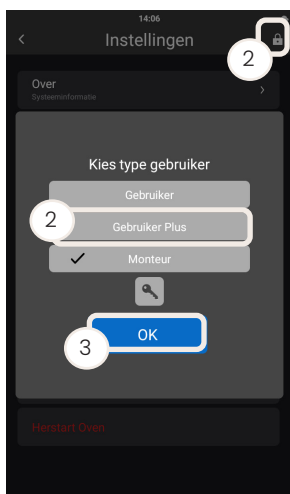 14:06
Instellingen
2
Over
Systeeminformatie
Kies type gebruiker
Gebruiker
2
Gebruiker Plus
Monteur
OK
3
Herstart Oven